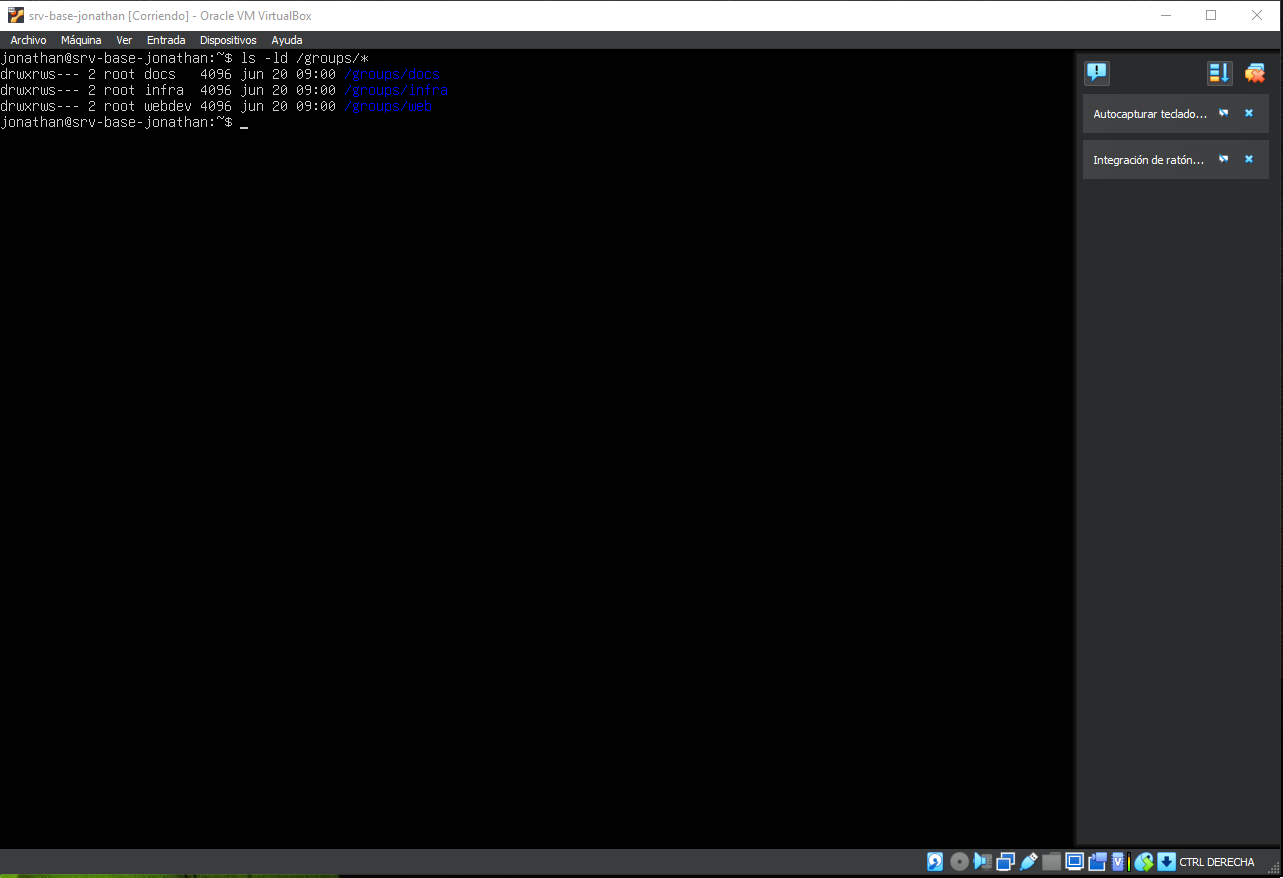 srv-base-jonathan [Corriendo] - Oracle VM VirtualBox
Archivo Máquina Ver Entrada Dispositivos Ayuda
jonathan@srv-base-jonathan:~$ ls -ld /groups/*
drwxrws--- 2 root docs   4096 jun 20 09:00 /groups/docs
drwxrws--- 2 root infra  4096 jun 20 09:00 /groups/infra
drwxrws--- 2 root webdev 4096 jun 20 09:00 /groups/web
jonathan@srv-base-jonathan:~$ _
Autocapturar teclado...
Integración de ratón...
CTRL DERECHA